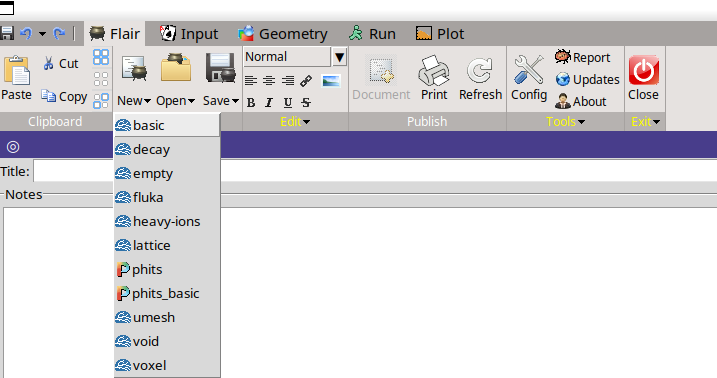 Flair Input Geometry Run Plot
Paste Cut Copy
New Open Save
Normal
B I U S
Document Print Refresh
Config Report Updates About
Close
Clipboard Edit Publish Tools Exit
basic
decay
empty
fluka
heavy-ions
lattice
phits
phits_basic
umesh
void
voxel
Title:
Notes